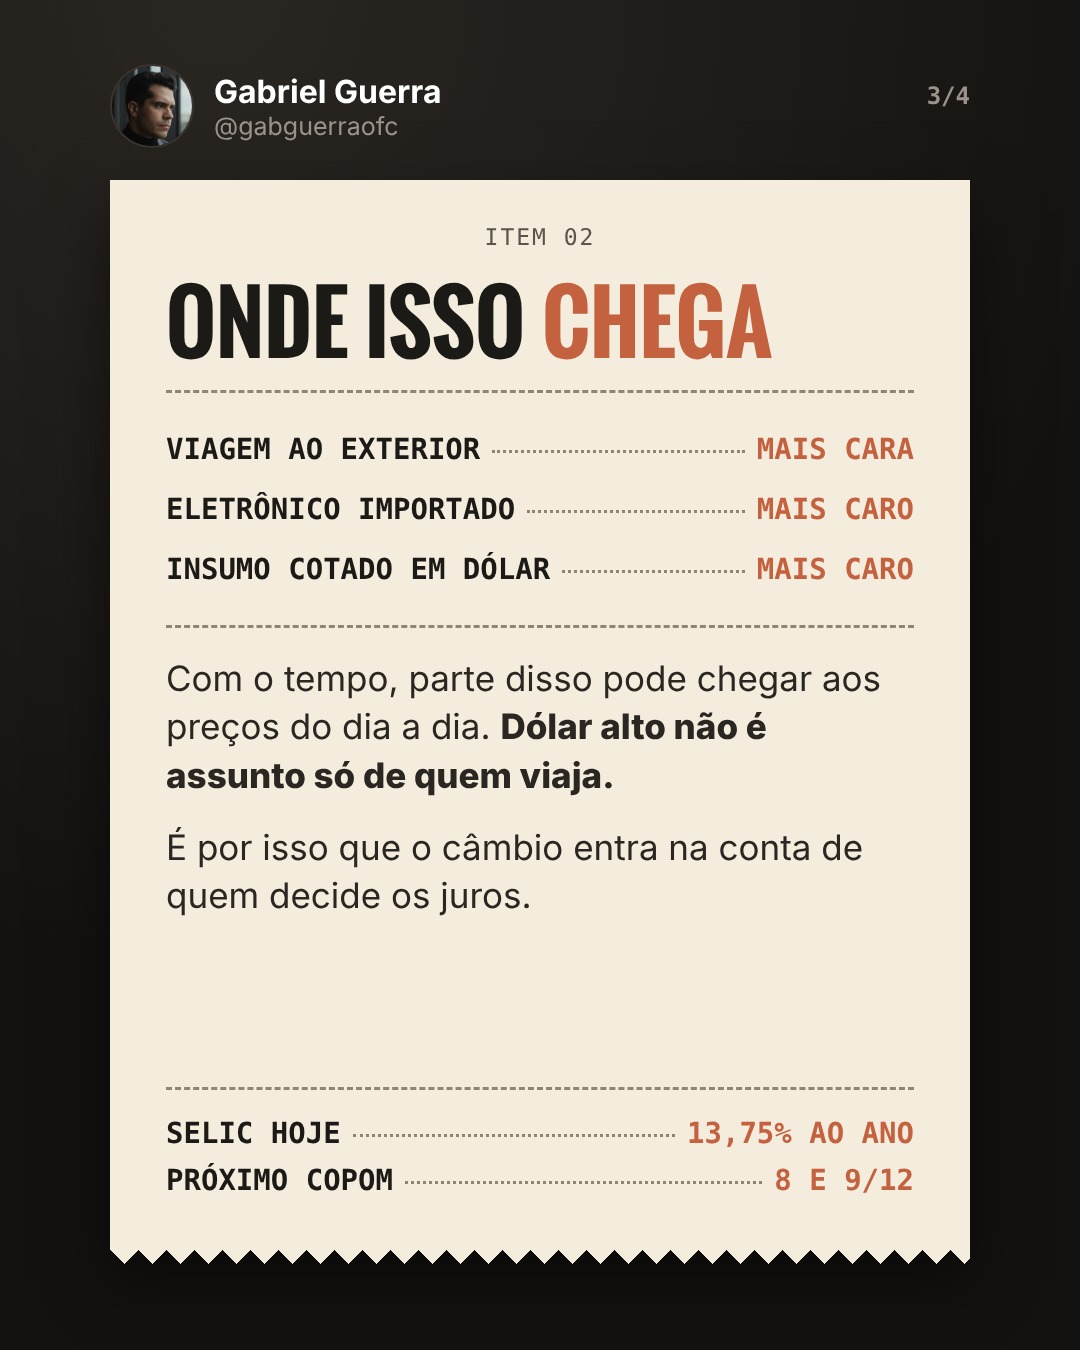 Gabriel Guerra
@gabguerraofc
3/4
ITEM 02
ONDE ISSO CHEGA
VIAGEM AO EXTERIOR MAIS CARA
ELETRÔNICO IMPORTADO MAIS CARO
INSUMO COTADO EM DÓLAR MAIS CARO
Com o tempo, parte disso pode chegar aos
preços do dia a dia. Dólar alto não é
assunto só de quem viaja.
É por isso que o câmbio entra na conta de
quem decide os juros.
SELIC HOJE 13,75% AO ANO
PRÓXIMO COPOM 8 E 9/12